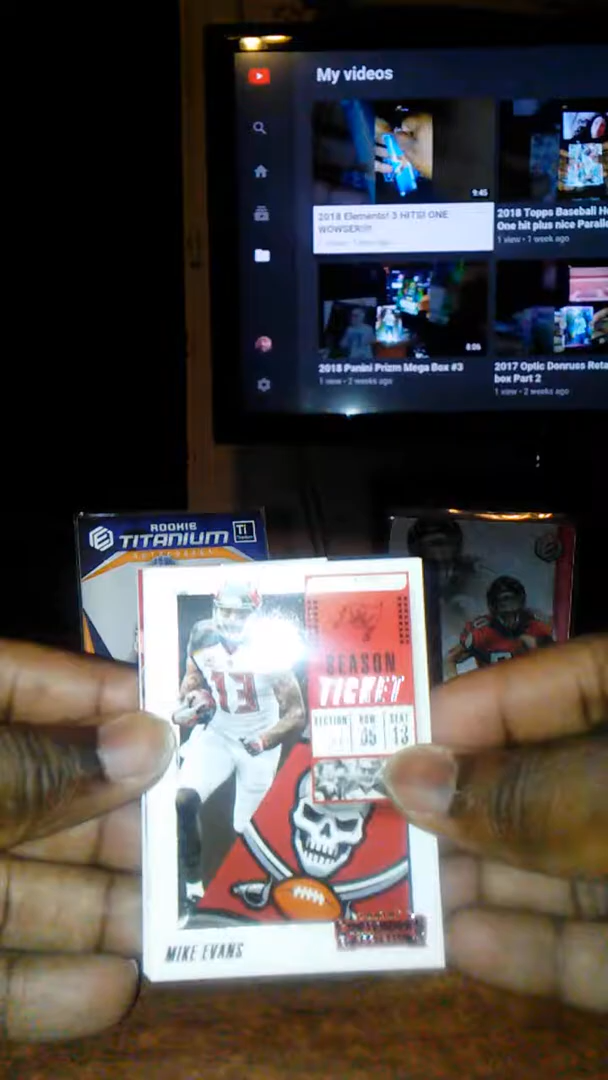 My videos
9:45
2018 Elements! 3 HITS! ONE
WOWSER!!!!
2018 Topps Baseball H
One hit plus nice Parall
1 view • 1 week ago
8:06
2018 Panini Prizm Mega Box #3
1 view • 2 weeks ago
2017 Optic Donruss Reta
box Part 2
1 view • 2 weeks ago
ROOKIE
TITANIUM
Ti
13
SEASON
TICKET
SECTION ROW SEAT
05 13
MIKE EVANS